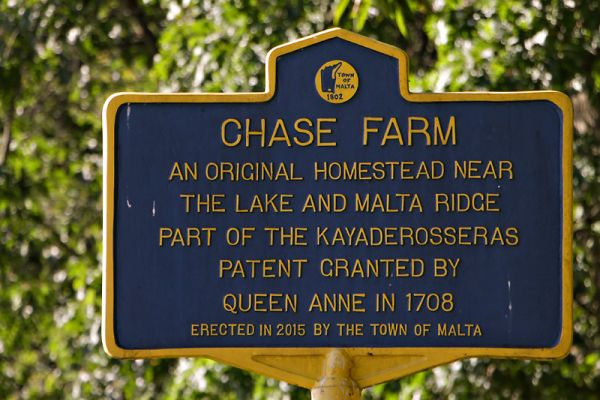 TOWN
OF
MALTA
1802
CHASE FARM
AN ORIGINAL HOMESTEAD NEAR
THE LAKE AND MALTA RIDGE
PART OF THE KAYADEROSSERAS
PATENT GRANTED BY
QUEEN ANNE IN 1708
ERECTED IN 2015 BY THE TOWN OF MALTA